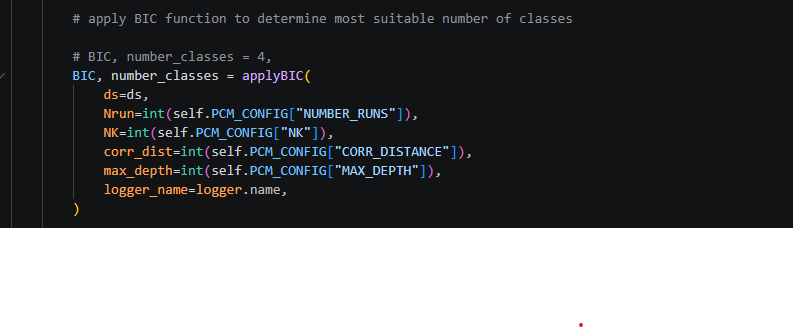 # apply BIC function to determine most suitable number of classes
# BIC, number_classes = 4,
BIC, number_classes = applyBIC(
ds=ds,
Nrun=int(self.PCM_CONFIG["NUMBER_RUNS"]),
NK=int(self.PCM_CONFIG["NK"]),
corr_dist=int(self.PCM_CONFIG["CORR_DISTANCE"]),
max_depth=int(self.PCM_CONFIG["MAX_DEPTH"]),
logger_name=logger.name,
)